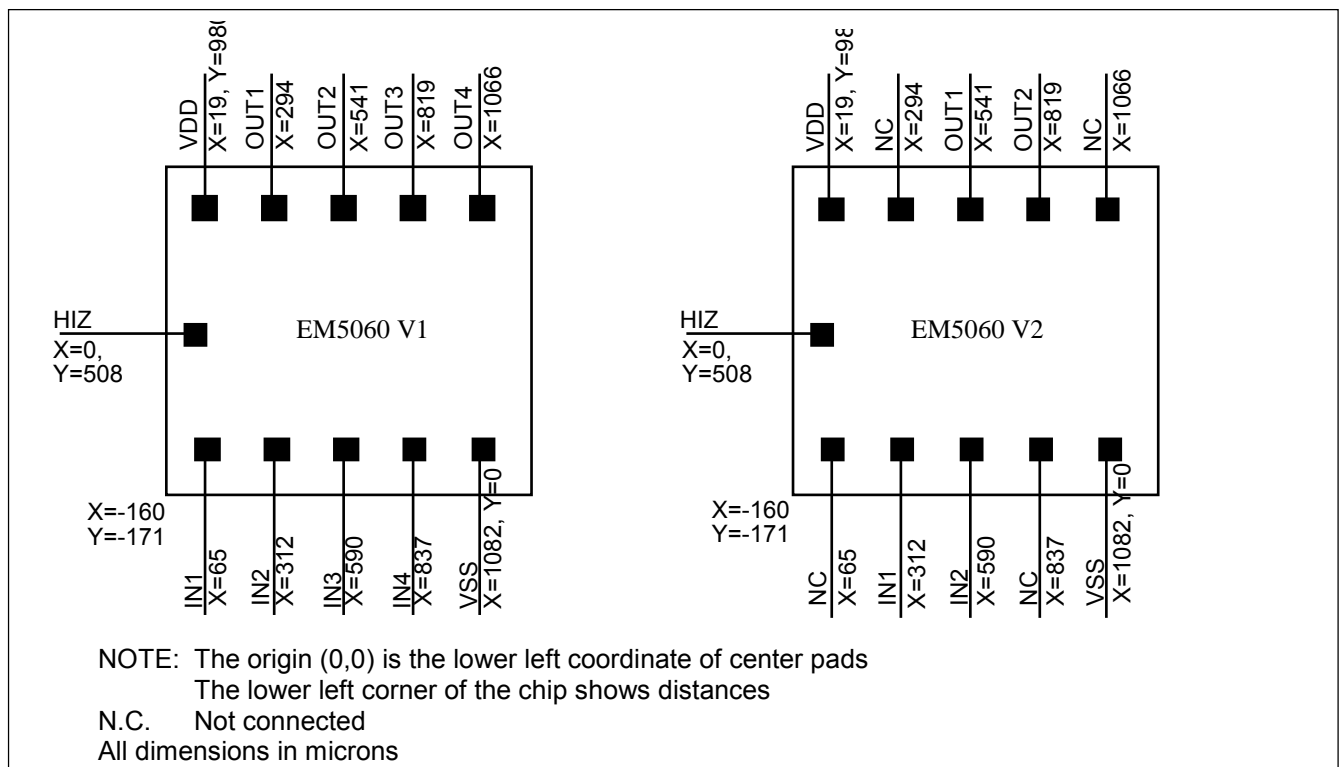 VDD
X=19, Y=980
OUT1
X=294
OUT2
X=541
OUT3
X=819
OUT4
X=1066
HIZ
X=0,
Y=508
EM5060 V1
X=-160
Y=-171
IN1
X=65
IN2
X=312
IN3
X=590
IN4
X=837
VSS
X=1082, Y=0
VDD
X=19, Y=98
NC
X=294
OUT1
X=541
OUT2
X=819
NC
X=1066
HIZ
X=0,
Y=508
EM5060 V2
X=-160
Y=-171
NC
X=65
IN1
X=312
IN2
X=590
NC
X=837
VSS
X=1082, Y=0
NOTE: The origin (0,0) is the lower left coordinate of center pads
The lower left corner of the chip shows distances
N.C. Not connected
All dimensions in microns